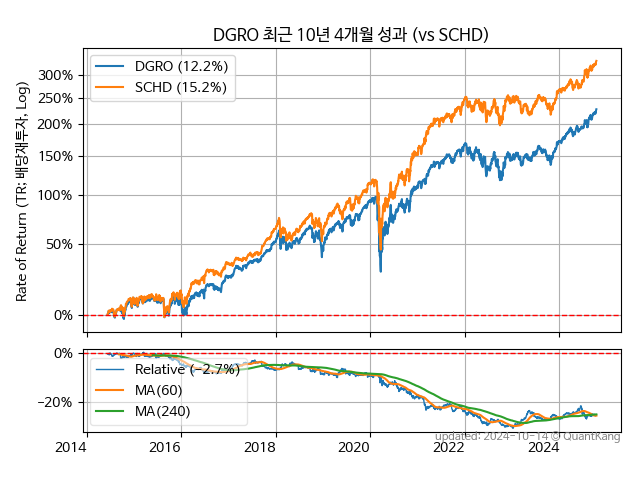 DGRO 최근 10년 4개월 성과 (vs SCHD)
Rate of Return (TR: 배당재투자, Log)
DGRO (12.2%)
SCHD (15.2%)
300%
250%
200%
150%
100%
50%
0%
0%
−20%
Relative (−2.7%)
MA(60)
MA(240)
updated: 2024-10-14 © QuantKang
2014 2016 2018 2020 2022 2024